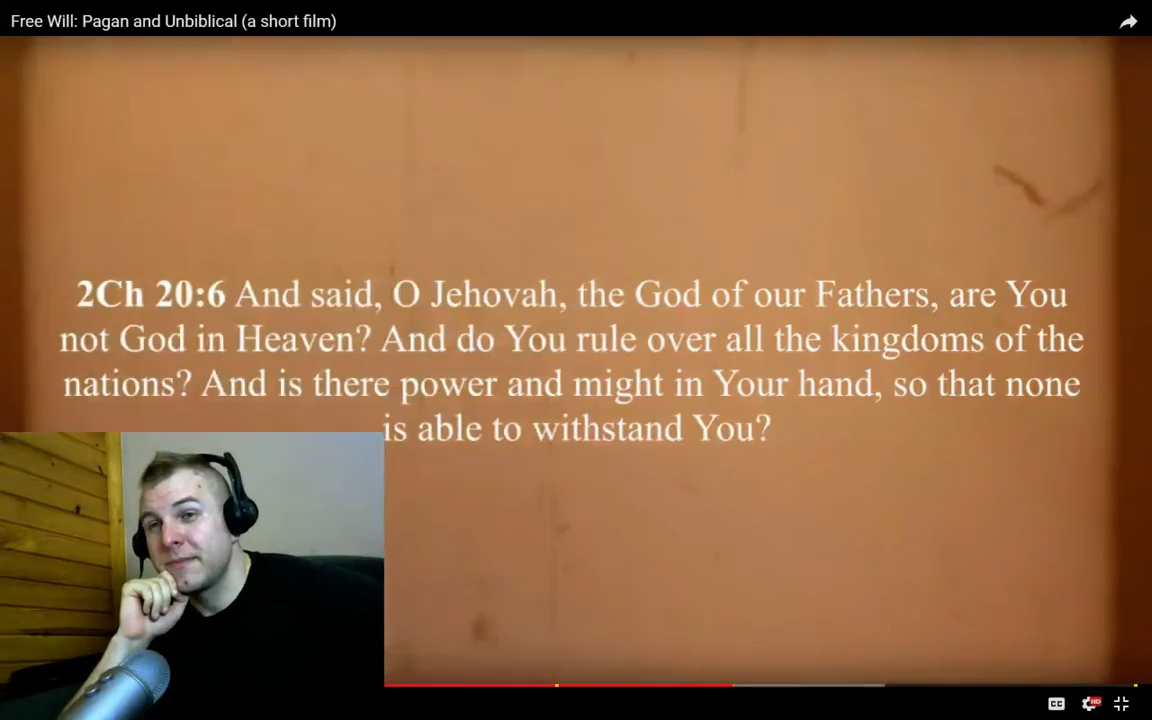 Free Will: Pagan and Unbiblical (a short film)
2Ch 20:6 And said, O Jehovah, the God of our Fathers, are You
not God in Heaven? And do You rule over all the kingdoms of the
nations? And is there power and might in Your hand, so that none
is able to withstand You?
CC
HD